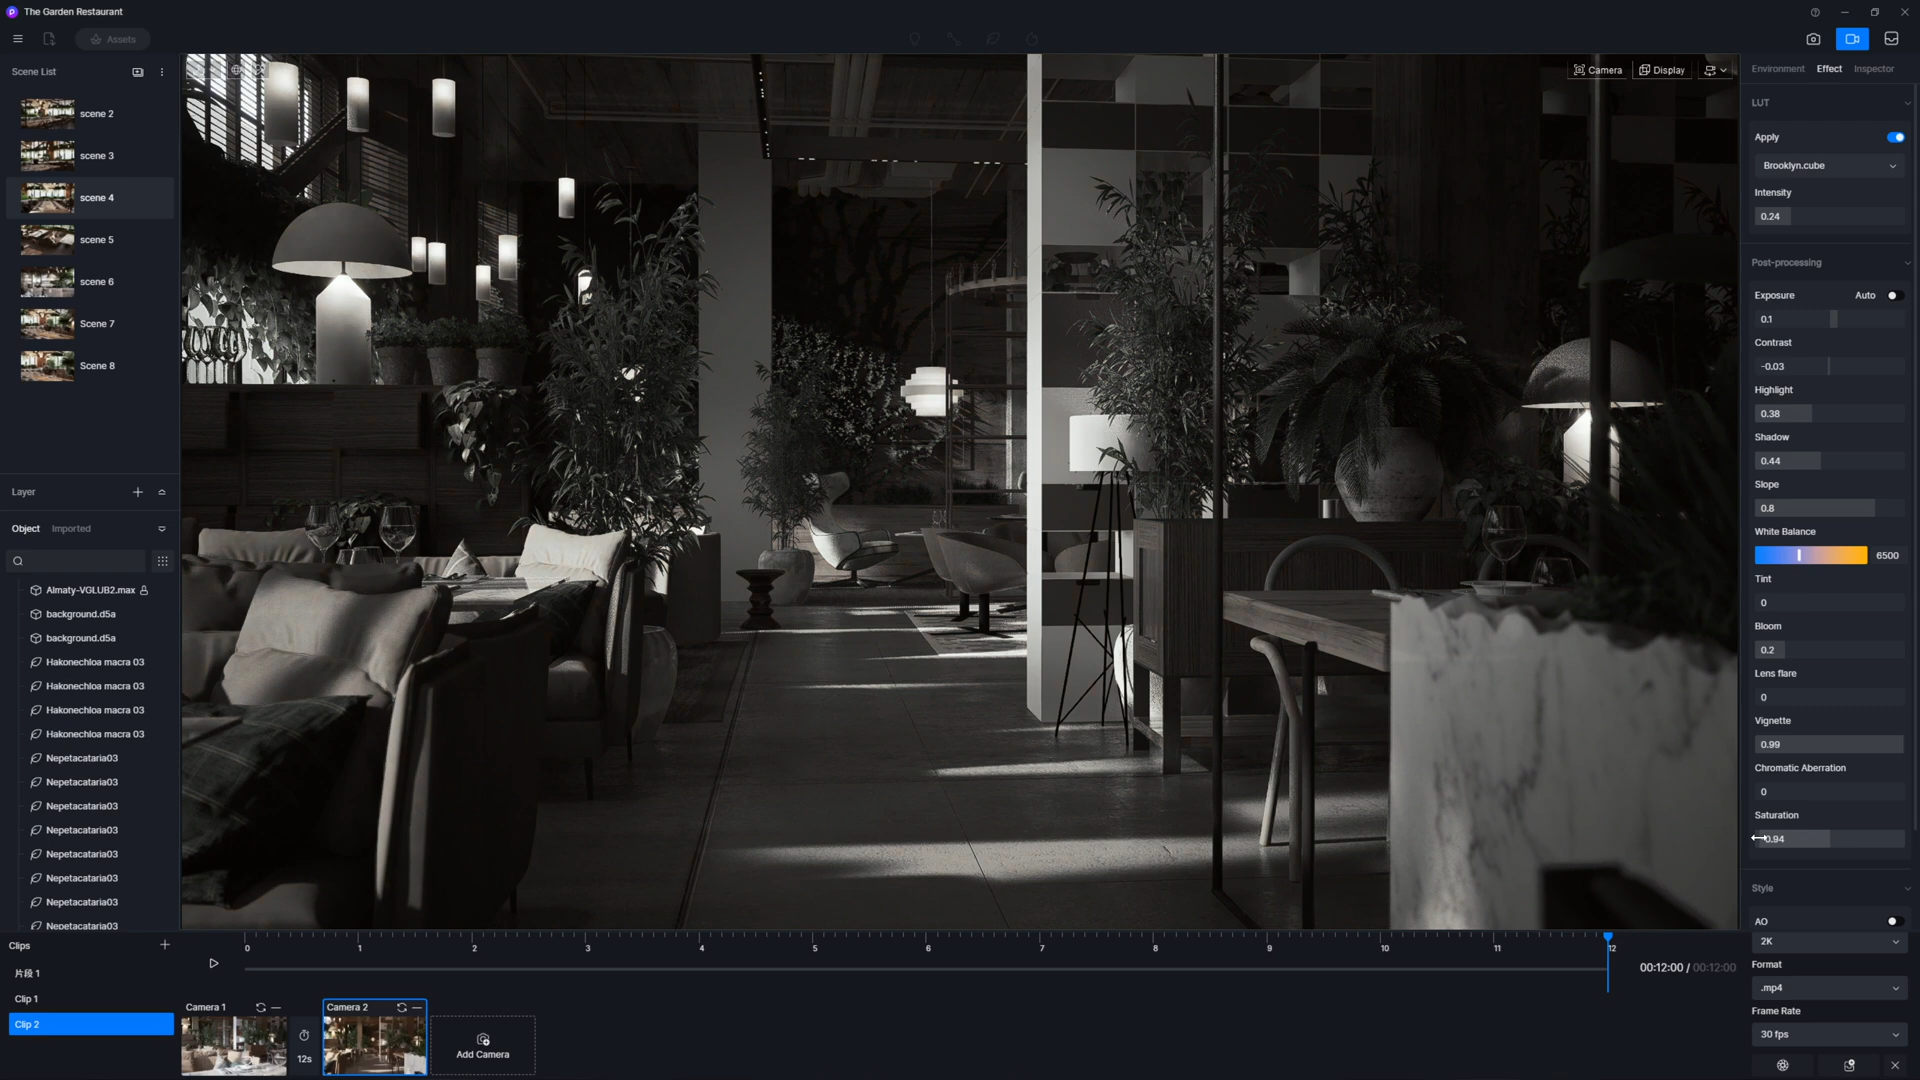 The Garden Restaurant
Assets
Scene List
scene 2
scene 3
scene 4
scene 5
scene 6
Scene 7
Scene 8
Layer
Object
Imported
Almaty-VGLUB2.max
background.d5a
background.d5a
Hakonechloa macra 03
Hakonechloa macra 03
Hakonechloa macra 03
Hakonechloa macra 03
Nepetacataria03
Nepetacataria03
Nepetacataria03
Nepetacataria03
Nepetacataria03
Nepetacataria03
Nepetacataria03
Nepetacataria03
Camera
Display
Environment
Effect
Inspector
LUT
Apply
Brooklyn.cube
Intensity
0.24
Post-processing
Exposure
Auto
0.1
Contrast
-0.03
Highlight
0.38
Shadow
0.44
Slope
0.8
White Balance
6500
Tint
0
Bloom
0.2
Lens flare
0
Vignette
0.99
Chromatic Aberration
0
Saturation
0.94
Style
AO
2K
Format
.mp4
Frame Rate
30 fps
Clips
片段 1
Clip 1
Clip 2
0 1 2 3 4 5 6 7 8 9 10 11 12
00:12:00 / 00:12:00
Camera 1
12s
Camera 2
Add Camera